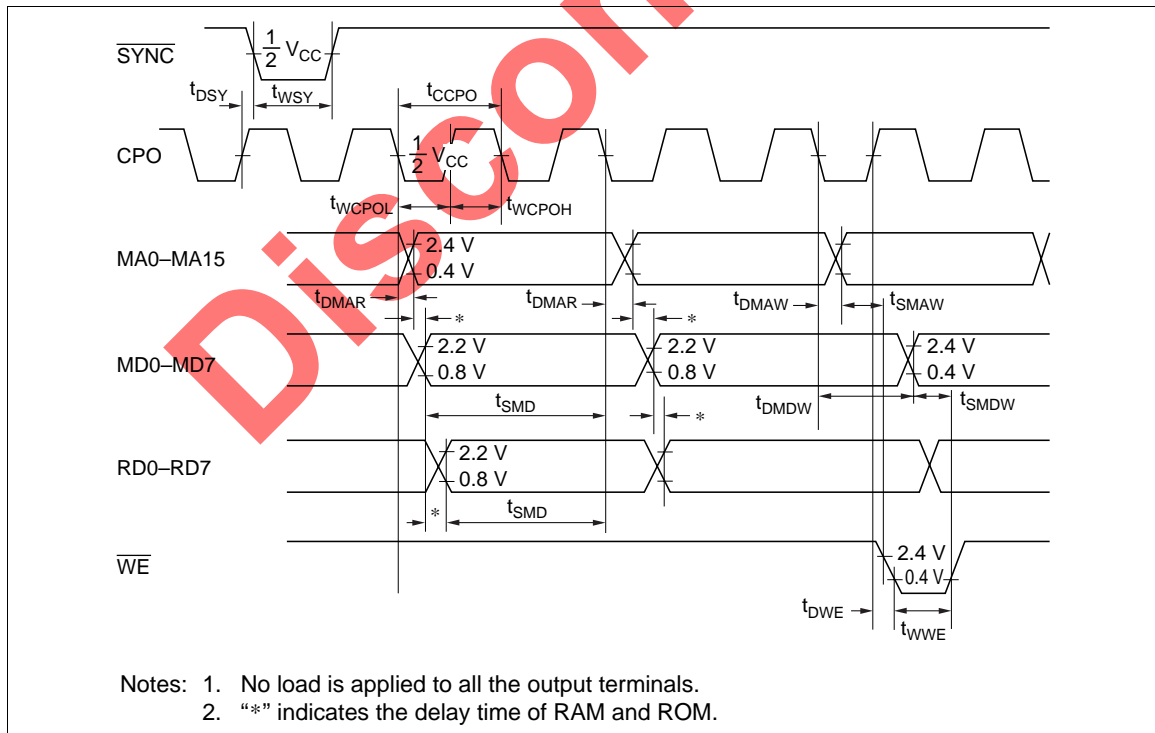 SYNC
1/2 VCC
tDSY
tWSY
tCCPO
CPO
1/2 VCC
tWCPOL
tWCPOH
MA0–MA15
2.4 V
0.4 V
tDMAR
tDMAR
tDMAW
tSMAW
*
*
MD0–MD7
2.2 V
0.8 V
2.2 V
0.8 V
2.4 V
0.4 V
tSMD
tDMDW
tSMDW
*
RD0–RD7
2.2 V
0.8 V
*
tSMD
WE
2.4 V
0.4 V
tDWE
tWWE
Notes: 1. No load is applied to all the output terminals.
2. “*” indicates the delay time of RAM and ROM.
Discon